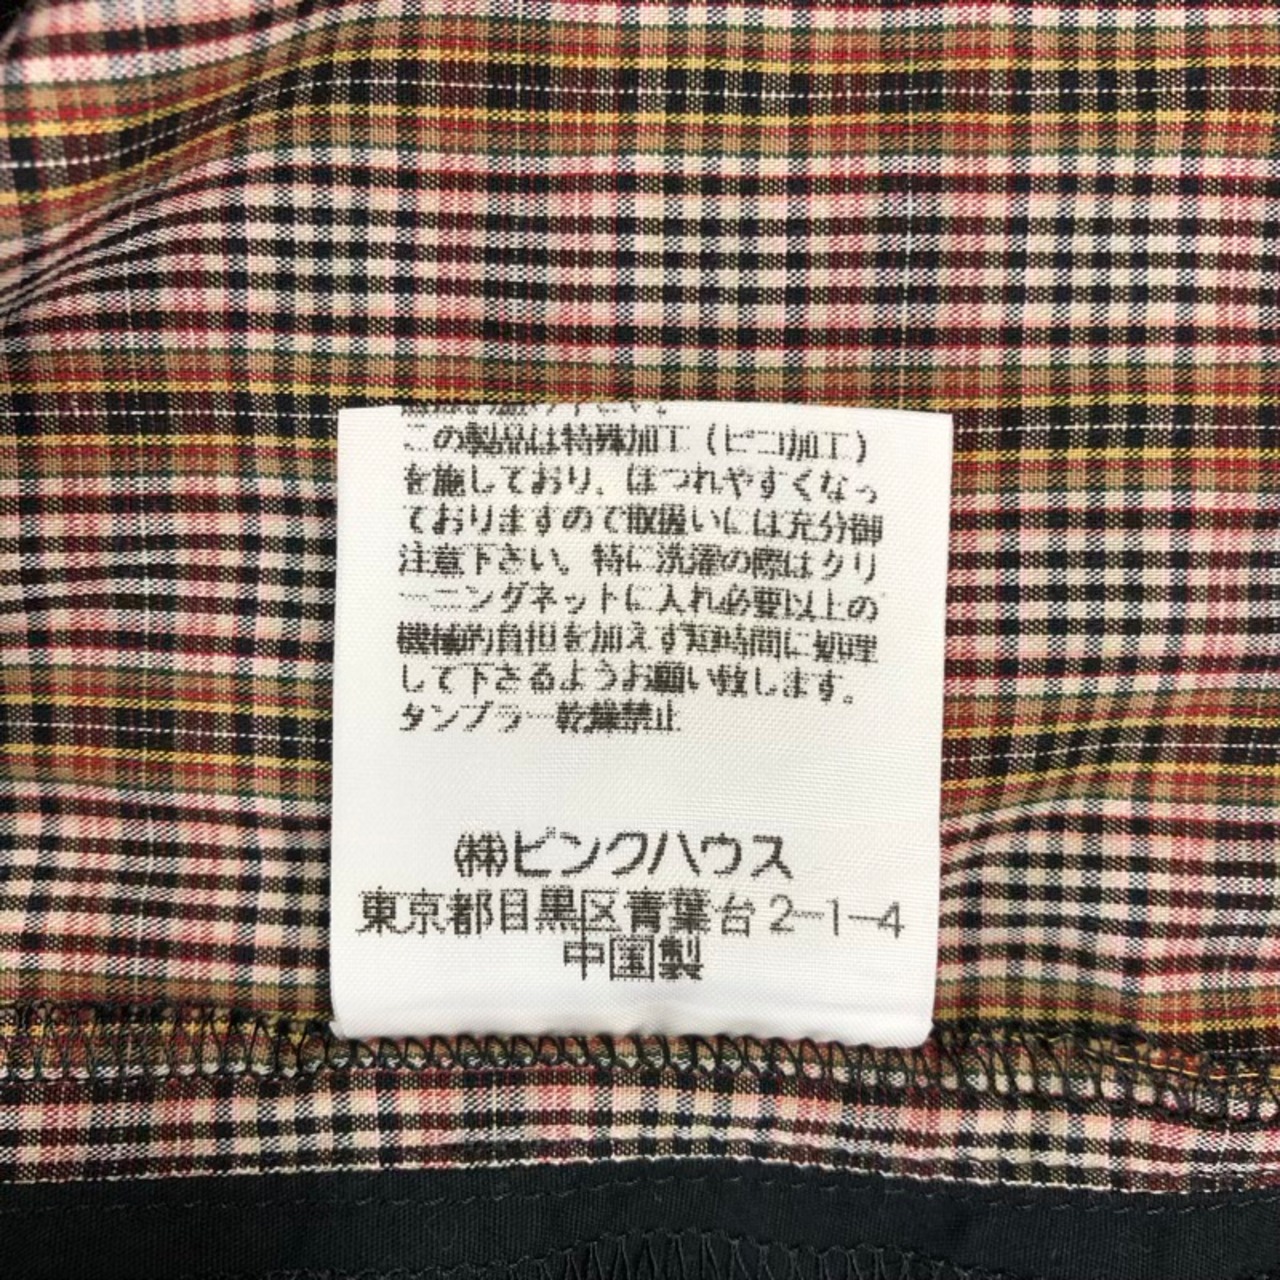 この製品は特殊加工（ピコ加工）
を施しており、ほつれやすくなっ
ておりますので取扱いには充分御
注意下さい。特に洗濯の際はクリ
ーニングネットに入れ必要以上の
機械的負担を加えず短時間に処理
して下さるようお願い致します。
タンブラー乾燥禁止
㈱ピンクハウス
東京都目黒区青葉台2-1-4
中国製